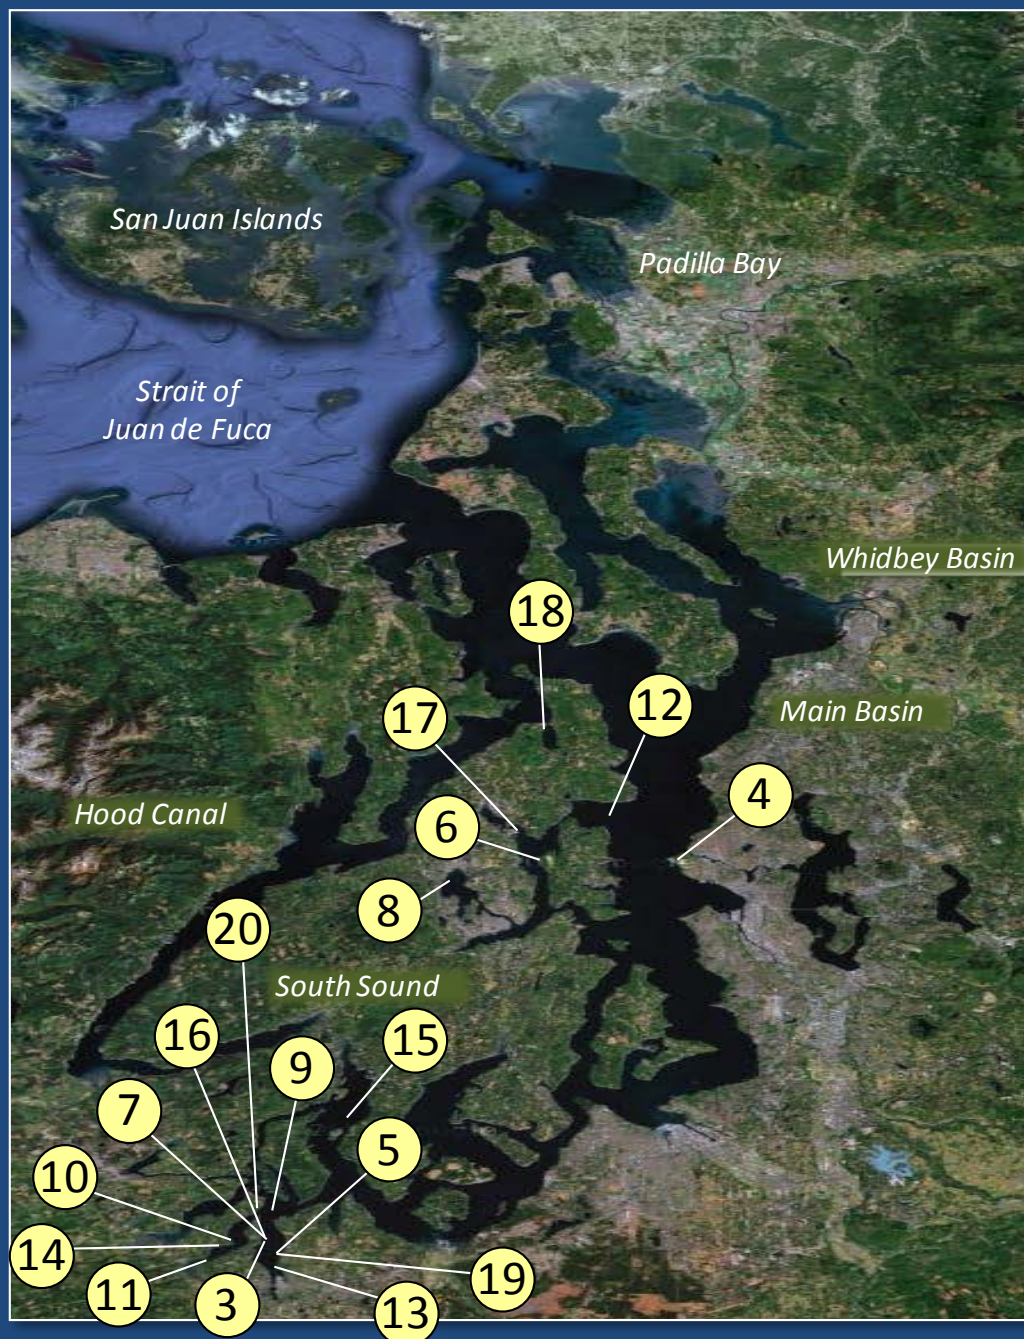 San Juan Islands
Padilla Bay
Strait of
Juan de Fuca
Whidbey Basin
18
12
Main Basin
17
4
Hood Canal
6
8
20
South Sound
16
15
9
7
5
10
14
19
11
3
13